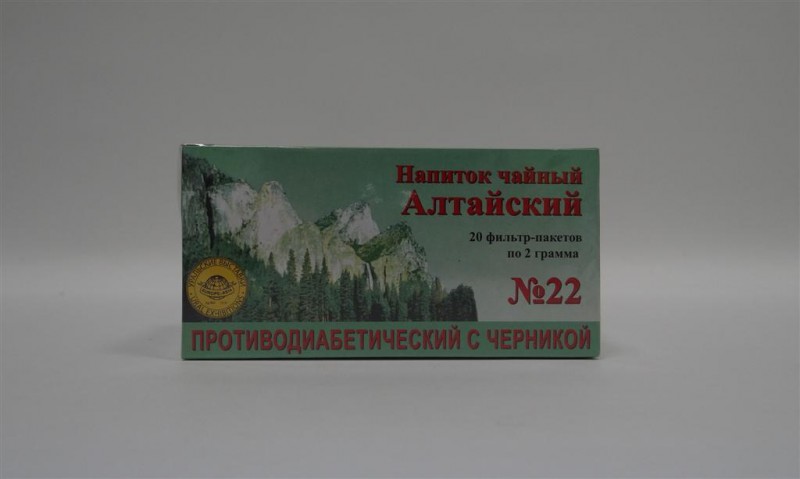 Напиток чайный
Алтайский
20 фильтр-пакетов
по 2 грамма
№22
ПРОТИВОДИАБЕТИЧЕСКИЙ С ЧЕРНИКОЙ